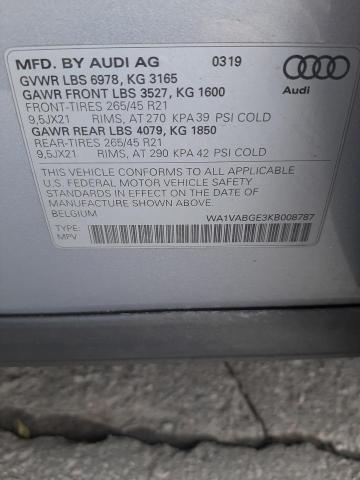 MFD. BY AUDI AG 0319
GVWR LBS 6978, KG 3165
GAWR FRONT LBS 3527, KG 1600
FRONT-TIRES 265/45 R21
9,5JX21 RIMS, AT 270 KPA 39 PSI COLD
GAWR REAR LBS 4079, KG 1850
REAR-TIRES 265/45 R21
9,5JX21 RIMS, AT 290 KPA 42 PSI COLD
Audi
THIS VEHICLE CONFORMS TO ALL APPLICABLE
U.S. FEDERAL MOTOR VEHICLE SAFETY
STANDARDS IN EFFECT ON THE DATE OF
MANUFACTURE SHOWN ABOVE.
BELGIUM WA1VABGE3KB008787
TYPE:
MPV